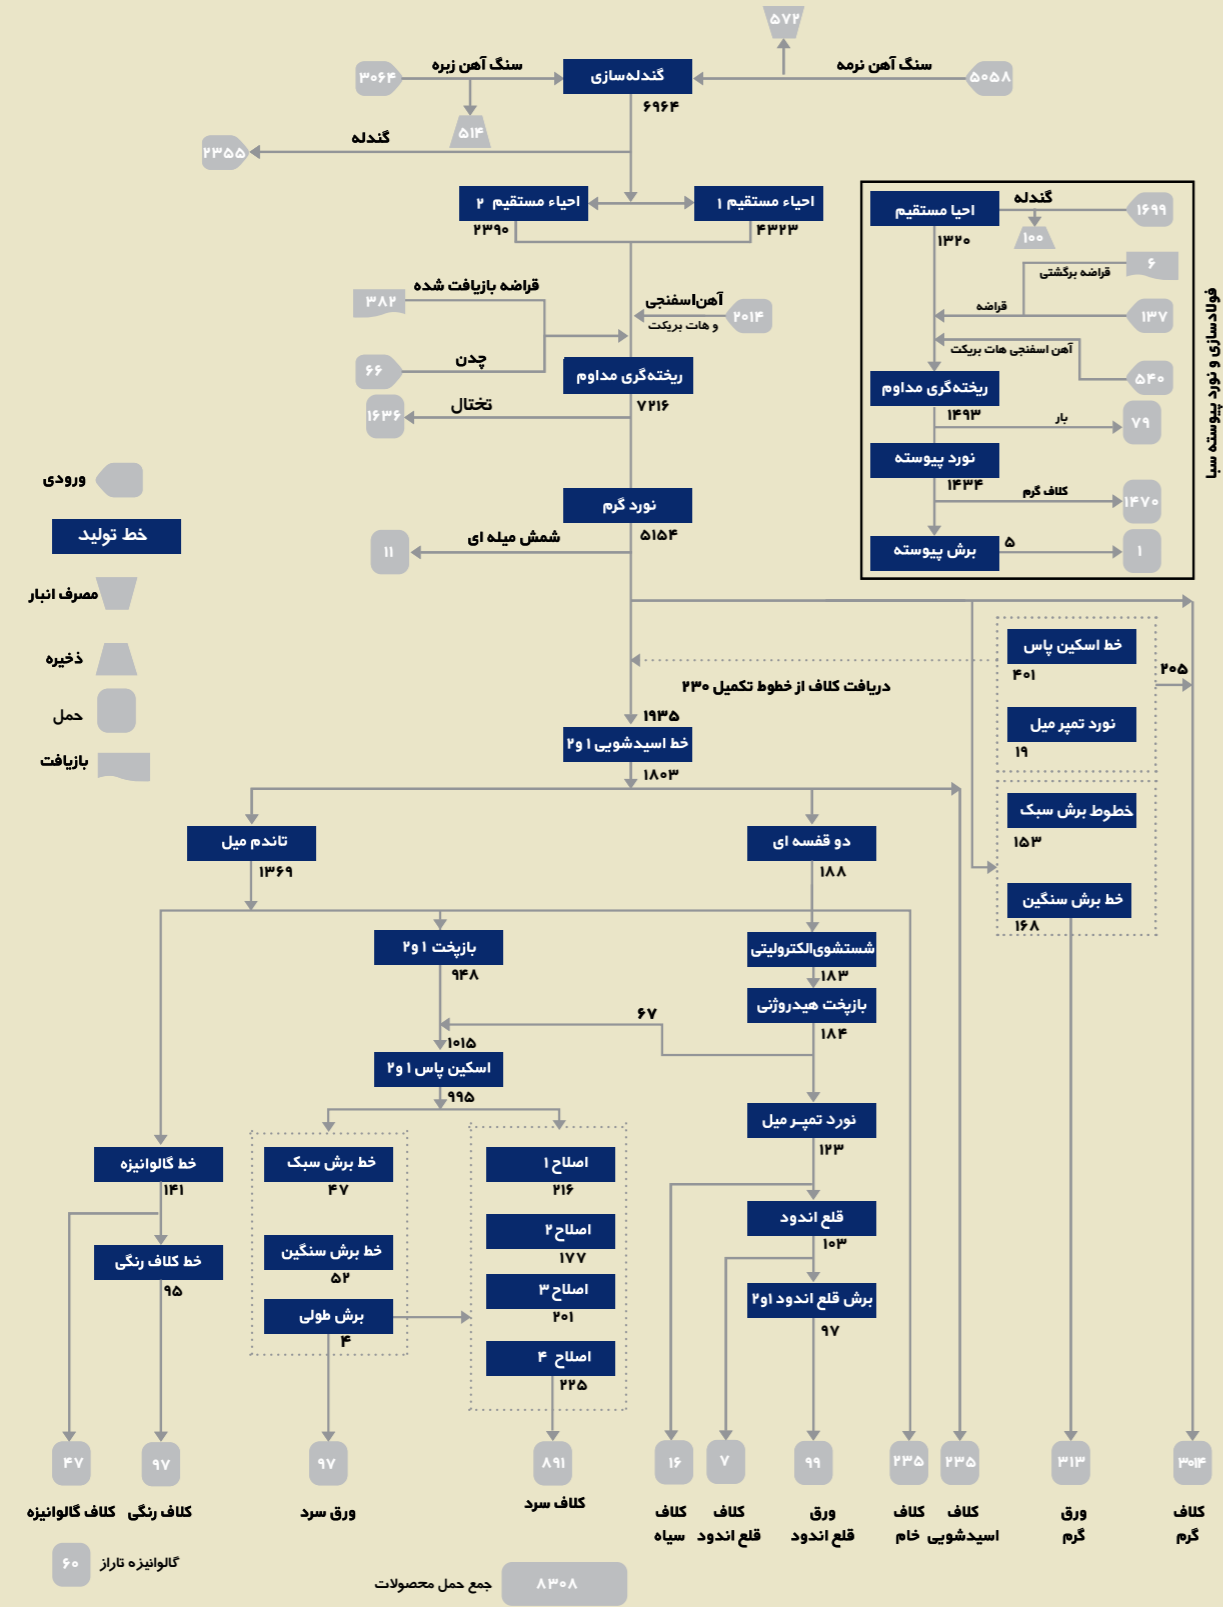 ۵۷۲
سنگ آهن زبره
سنگ آهن نرمه
۳۰۶۴
گندله‌سازی
۵۰۵۸
۶۹۶۴
۵۱۴
گندله
۲۳۵۵
احیاء مستقیم ۱
احیاء مستقیم ۲
۴۳۲۳
۲۳۹۰
قراضه بازیافت شده
۳۸۲
آهن‌اسفنجی
و هات بریکت
۲۰۱۴
چدن
۶۶
ریخته‌گری مداوم
۷۲۱۶
تختال
۱۶۳۶
نورد گرم
۵۱۵۴
شمش میله ای
۱۱
فولادسازی و نورد پیوسته سبا
احیا مستقیم
گندله
۱۶۹۹
۱۰۰
۱۳۲۰
۶
قراضه برگشتی
قراضه
۱۳۷
آهن اسفنجی هات بریکت
۵۴۰
ریخته‌گری مداوم
۱۴۹۳
بار
۷۹
نورد پیوسته
۱۴۳۴
کلاف گرم
۱۴۷۰
برش پیوسته
۵
۱
ورودی
خط تولید
مصرف انبار
ذخیره
حمل
بازیافت
خط اسکین پاس
۴۰۱
۲۰۵
نورد تمپر میل
۱۹
دریافت کلاف از خطوط تکمیل ۲۳۰
۱۹۳۵
خط اسیدشویی ۱ و۲
۱۸۰۳
خطوط برش سبک
۱۵۳
خط برش سنگین
۱۶۸
تاندم میل
۱۳۶۹
دو قفسه ای
۱۸۸
بازپخت ۱ و۲
۹۴۸
شستشوی‌الکترولیتی
۱۸۳
بازپخت هیدروژنی
۱۸۴
۶۷
۱۰۱۵
اسکین پاس ۱ و۲
۹۹۵
نورد تمپـر میل
۱۲۳
خط گالوانیزه
۱۴۱
خط برش سبک
۴۷
اصلاح ۱
۲۱۶
قلع اندود
۱۰۳
اصلاح ۲
۱۷۷
خط کلاف رنگی
۹۵
خط برش سنگین
۵۲
اصلاح ۳
۲۰۱
برش قلع اندود ۱و۲
۹۷
برش طولی
۴
اصلاح ۴
۲۲۵
۳۰۱۴
۳۱۳
۲۳۵
۲۳۵
۹۹
۷
۱۶
۸۹۱
۹۷
۹۷
۴۷
کلاف گرم
ورق گرم
کلاف اسیدشویی
کلاف خام
ورق قلع اندود
کلاف قلع اندود
کلاف سیاه
کلاف سرد
ورق سرد
کلاف رنگی
کلاف گالوانیزه
گالوانیزه تاراز
۶۰
جمع حمل محصولات
۸۳۰۸